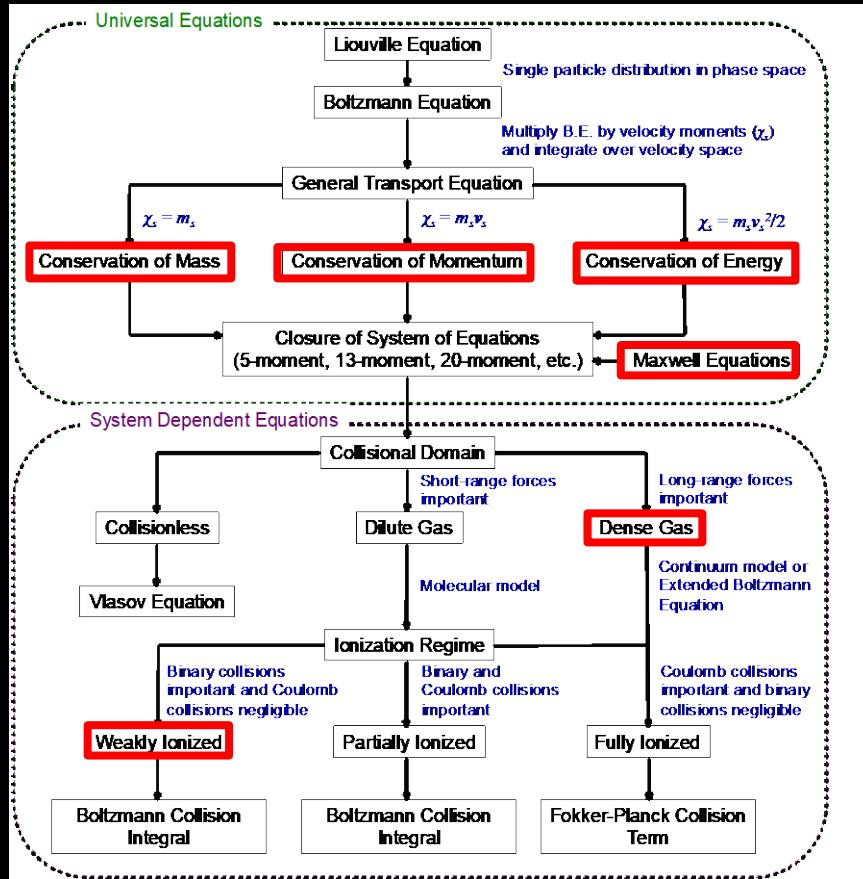 Universal Equations
Liouville Equation
Single particle distribution in phase space
Boltzmann Equation
Multiply B.E. by velocity moments (χₛ)
and integrate over velocity space
General Transport Equation
χₛ = mₛ
χₛ = mₛvₛ
χₛ = mₛvₛ²/2
Conservation of Mass
Conservation of Momentum
Conservation of Energy
Closure of System of Equations
(5-moment, 13-moment, 20-moment, etc.)
Maxwell Equations
System Dependent Equations
Collisional Domain
Short-range forces
important
Long-range forces
important
Collisionless
Dilute Gas
Dense Gas
Vlasov Equation
Molecular model
Continuum model or
Extended Boltzmann
Equation
Ionization Regime
Binary collisions
important and Coulomb
collisions negligible
Binary and
Coulomb collisions
important
Coulomb collisions
important and binary
collisions negligible
Weakly Ionized
Partially Ionized
Fully Ionized
Boltzmann Collision
Integral
Boltzmann Collision
Integral
Fokker-Planck Collision
Term